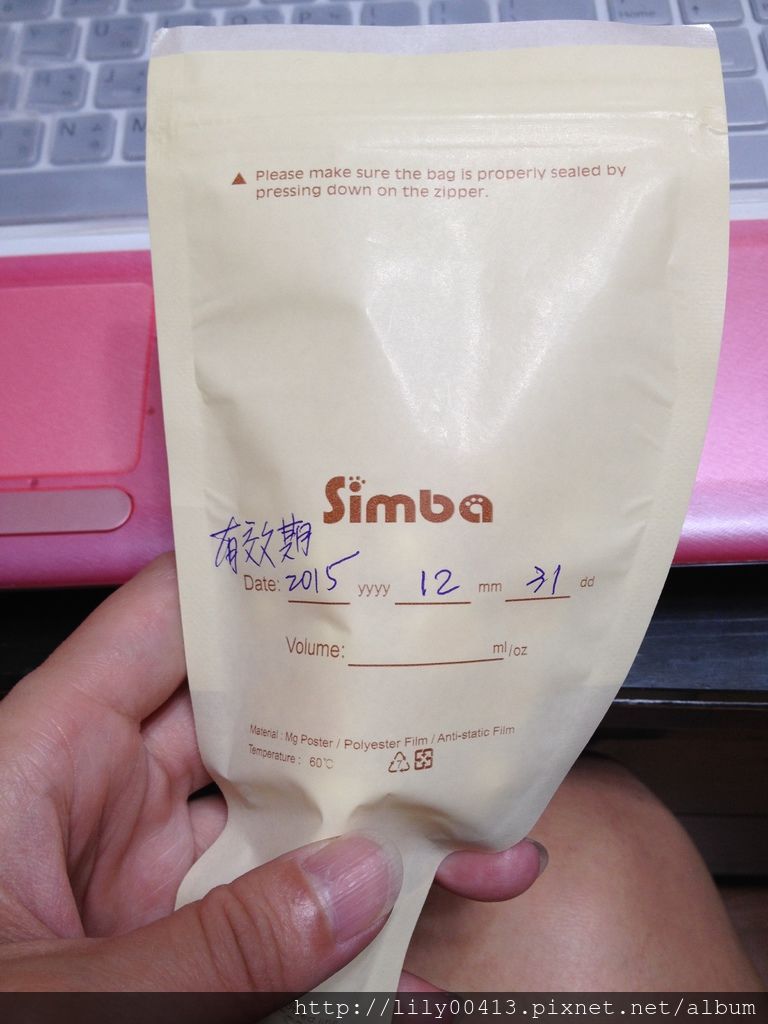 Home
U
H
J
N
M
▲ Please make sure the bag is properly sealed by
pressing down on the zipper.
Simba
有效期
Date: 2015 yyyy 12 mm 31 dd
Volume: ml/oz
Material : Mg Poster / Polyester Film / Anti-static Film
Temperature : 60℃
7
http://lily00413.pixnet.net/album